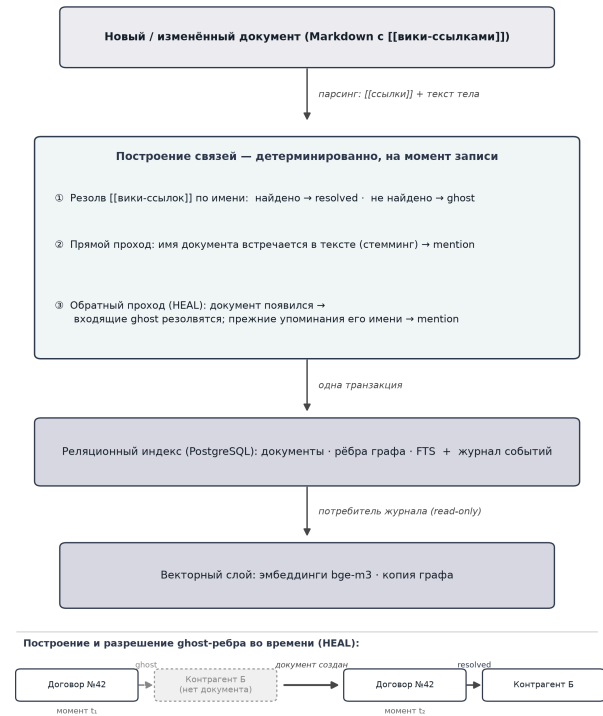 Новый / изменённый документ (Markdown с [[вики-ссылками]])
парсинг: [[ссылки]] + текст тела
Построение связей — детерминированно, на момент записи
① Резолв [[вики-ссылок]] по имени: найдено → resolved · не найдено → ghost
② Прямой проход: имя документа встречается в тексте (стемминг) → mention
③ Обратный проход (HEAL): документ появился →
входящие ghost резолвятся; прежние упоминания его имени → mention
одна транзакция
Реляционный индекс (PostgreSQL): документы · рёбра графа · FTS + журнал событий
потребитель журнала (read-only)
Векторный слой: эмбеддинги bge-m3 · копия графа
Построение и разрешение ghost-ребра во времени (HEAL):
ghost
документ создан
resolved
Договор №42
Контрагент Б
(нет документа)
Договор №42
Контрагент Б
момент t₁
момент t₂